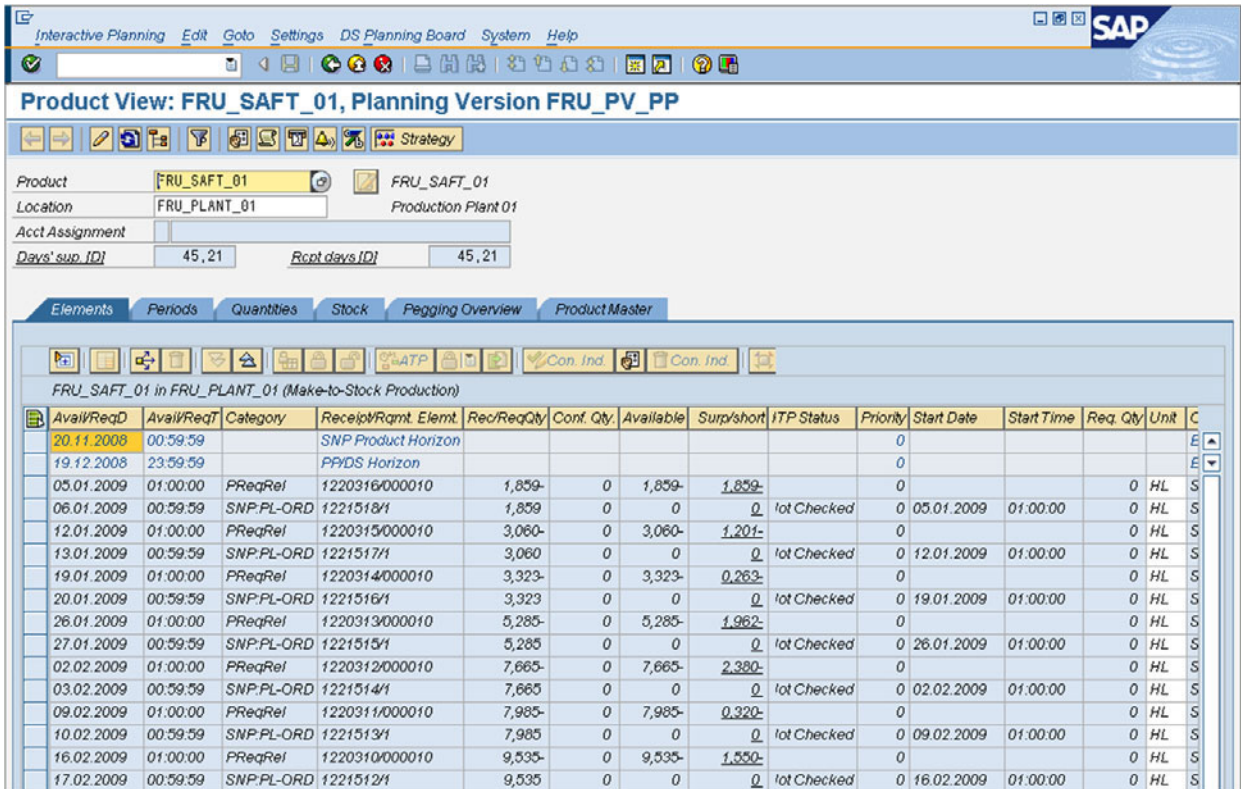 Interactive Planning Edit Goto Settings DS Planning Board System Help
SAP
Product View: FRU_SAFT_01, Planning Version FRU_PV_PP
Strategy
Product FRU_SAFT_01 FRU_SAFT_01
Location FRU_PLANT_01 Production Plant 01
Acct Assignment
Days' sup. [D] 45,21 Rcpt days [D] 45,21
Elements Periods Quantities Stock Pegging Overview Product Master
ATP Con. Ind. Con. Ind.
FRU_SAFT_01 in FRU_PLANT_01 (Make-to-Stock Production)
Avail/ReqD Avail/ReqT Category Receipt/Rqmt. Elemt. Rec/ReqQty Conf. Qty. Available Surp/short ITP Status Priority Start Date Start Time Req. Qty Unit C
20.11.2008 00:59:59 SNP Product Horizon 0 E
19.12.2008 23:59:59 PP/DS Horizon 0 E
05.01.2009 01:00:00 PReqRel 1220316/000010 1,859- 0 1,859- 1,859- 0 0 HL S
06.01.2009 00:59:59 SNP:PL-ORD 1221518/1 1,859 0 0 0 lot Checked 0 05.01.2009 01:00:00 0 HL S
12.01.2009 01:00:00 PReqRel 1220315/000010 3,060- 0 3,060- 1,201- 0 0 HL S
13.01.2009 00:59:59 SNP:PL-ORD 1221517/1 3,060 0 0 0 lot Checked 0 12.01.2009 01:00:00 0 HL S
19.01.2009 01:00:00 PReqRel 1220314/000010 3,323- 0 3,323- 0,263- 0 0 HL S
20.01.2009 00:59:59 SNP:PL-ORD 1221516/1 3,323 0 0 0 lot Checked 0 19.01.2009 01:00:00 0 HL S
26.01.2009 01:00:00 PReqRel 1220313/000010 5,285- 0 5,285- 1,962- 0 0 HL S
27.01.2009 00:59:59 SNP:PL-ORD 1221515/1 5,285 0 0 0 lot Checked 0 26.01.2009 01:00:00 0 HL S
02.02.2009 01:00:00 PReqRel 1220312/000010 7,665- 0 7,665- 2,380- 0 0 HL S
03.02.2009 00:59:59 SNP:PL-ORD 1221514/1 7,665 0 0 0 lot Checked 0 02.02.2009 01:00:00 0 HL S
09.02.2009 01:00:00 PReqRel 1220311/000010 7,985- 0 7,985- 0,320- 0 0 HL S
10.02.2009 00:59:59 SNP:PL-ORD 1221513/1 7,985 0 0 0 lot Checked 0 09.02.2009 01:00:00 0 HL S
16.02.2009 01:00:00 PReqRel 1220310/000010 9,535- 0 9,535- 1,550- 0 0 HL S
17.02.2009 00:59:59 SNP:PL-ORD 1221512/1 9,535 0 0 0 lot Checked 0 16.02.2009 01:00:00 0 HL S